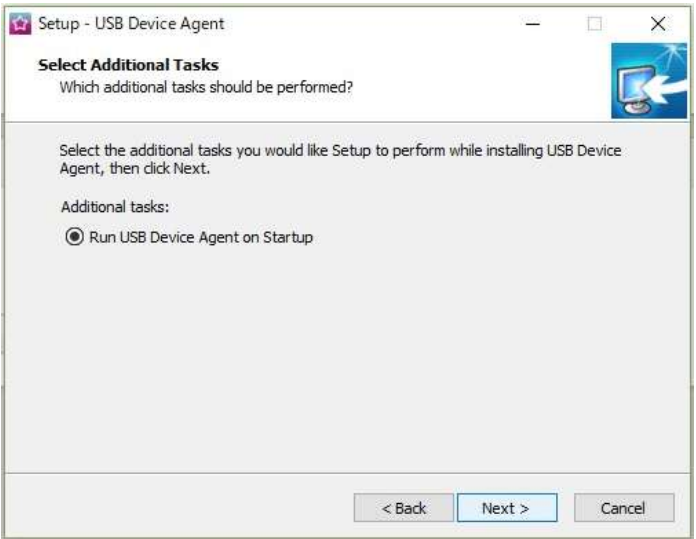 Setup - USB Device Agent
Select Additional Tasks
Which additional tasks should be performed?
Select the additional tasks you would like Setup to perform while installing USB Device
Agent, then click Next.
Additional tasks:
Run USB Device Agent on Startup
< Back
Next >
Cancel